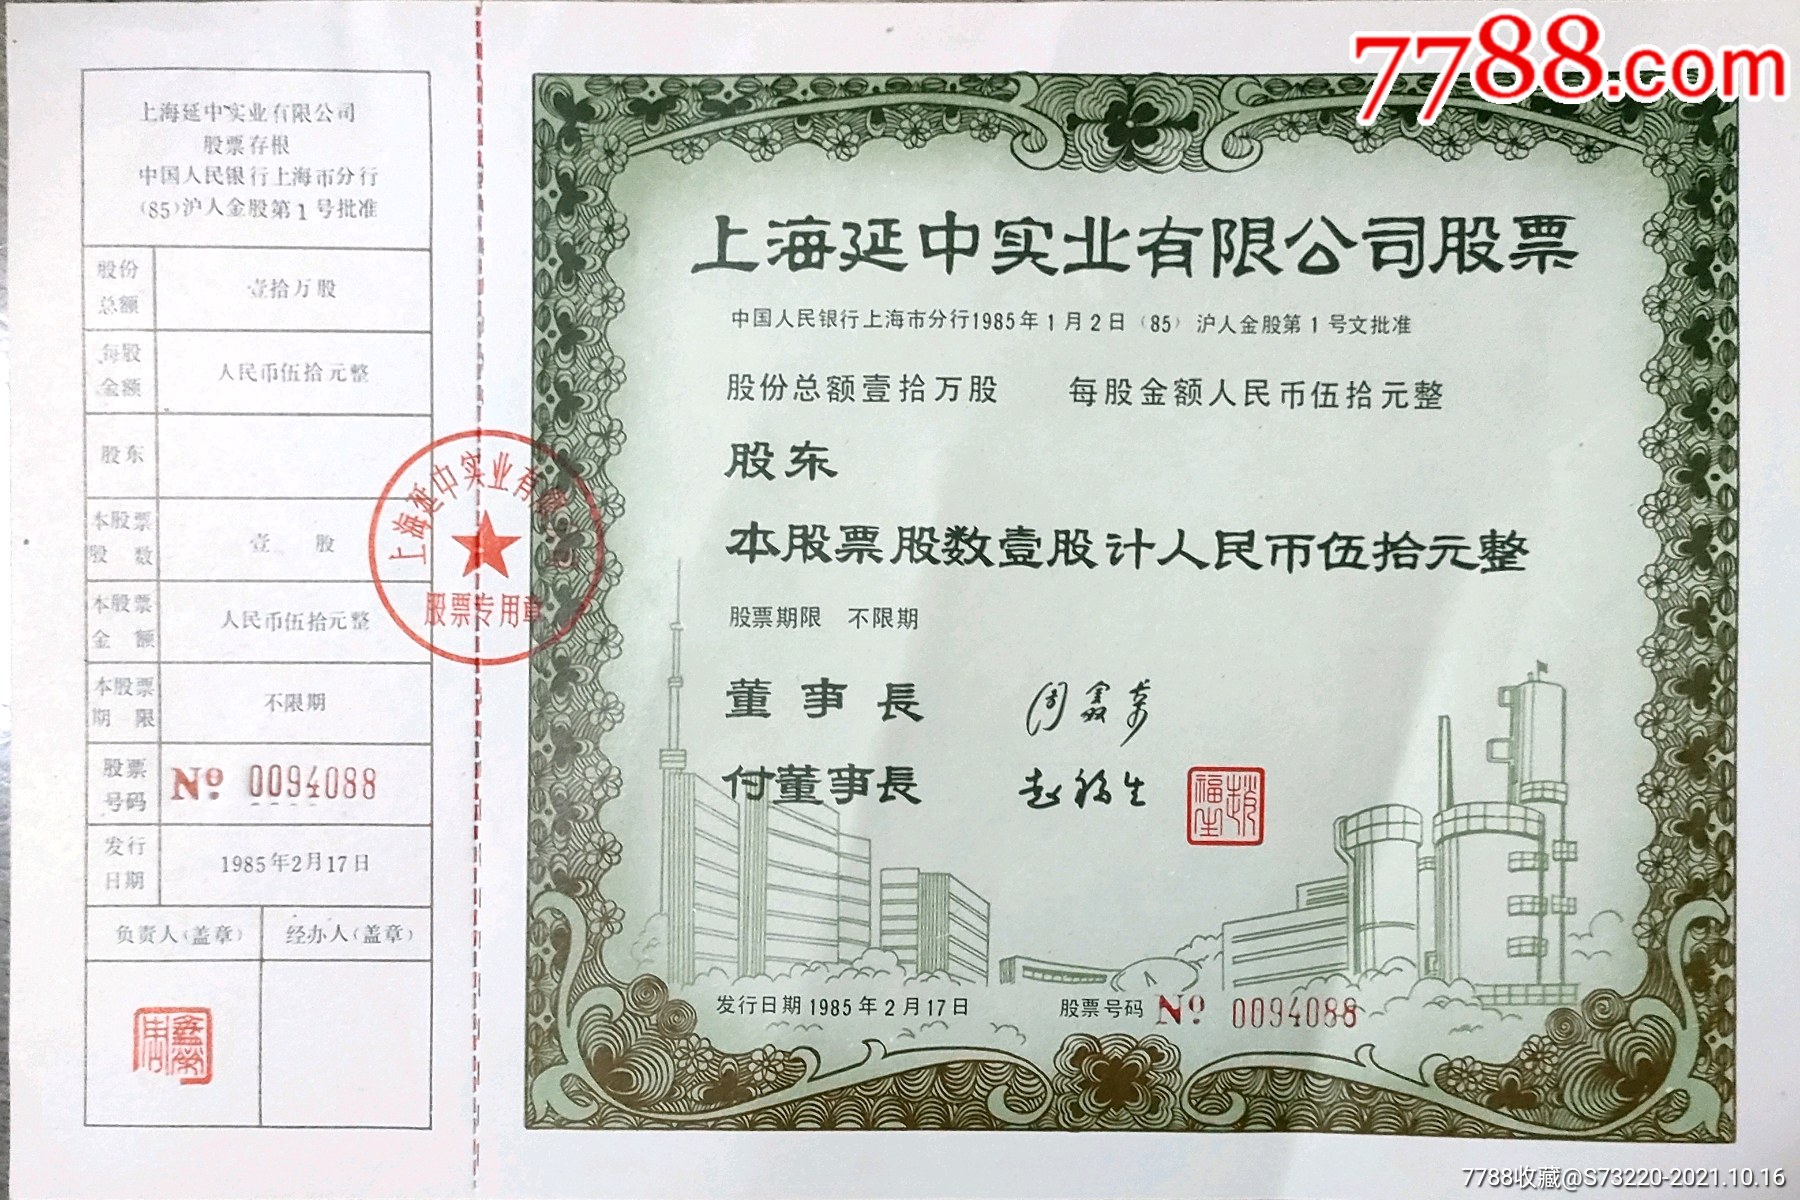 7788.com
上海延中实业有限公司
股票存根
中国人民银行上海市分行
(85)沪人金股第1号批准
股份总额 壹拾万股
每股金额 人民币伍拾元整
股东
本股票股数 壹 股
本股票金额 人民币伍拾元整
本股票期限 不限期
股票号码 Nº 0094088
发行日期 1985年2月17日
负责人(盖章) 经办人(盖章)
上海延中实业有限
股票专用章
上海延中实业有限公司股票
中国人民银行上海市分行1985年1月2日(85)沪人金股第1号文批准
股份总额壹拾万股 每股金额人民币伍拾元整
股东
本股票股数壹股计人民币伍拾元整
股票期限 不限期
董事長
付董事長 赵福生
赵福生
发行日期1985年2月17日 股票号码 Nº 0094088
7788收藏@S73220-2021.10.16